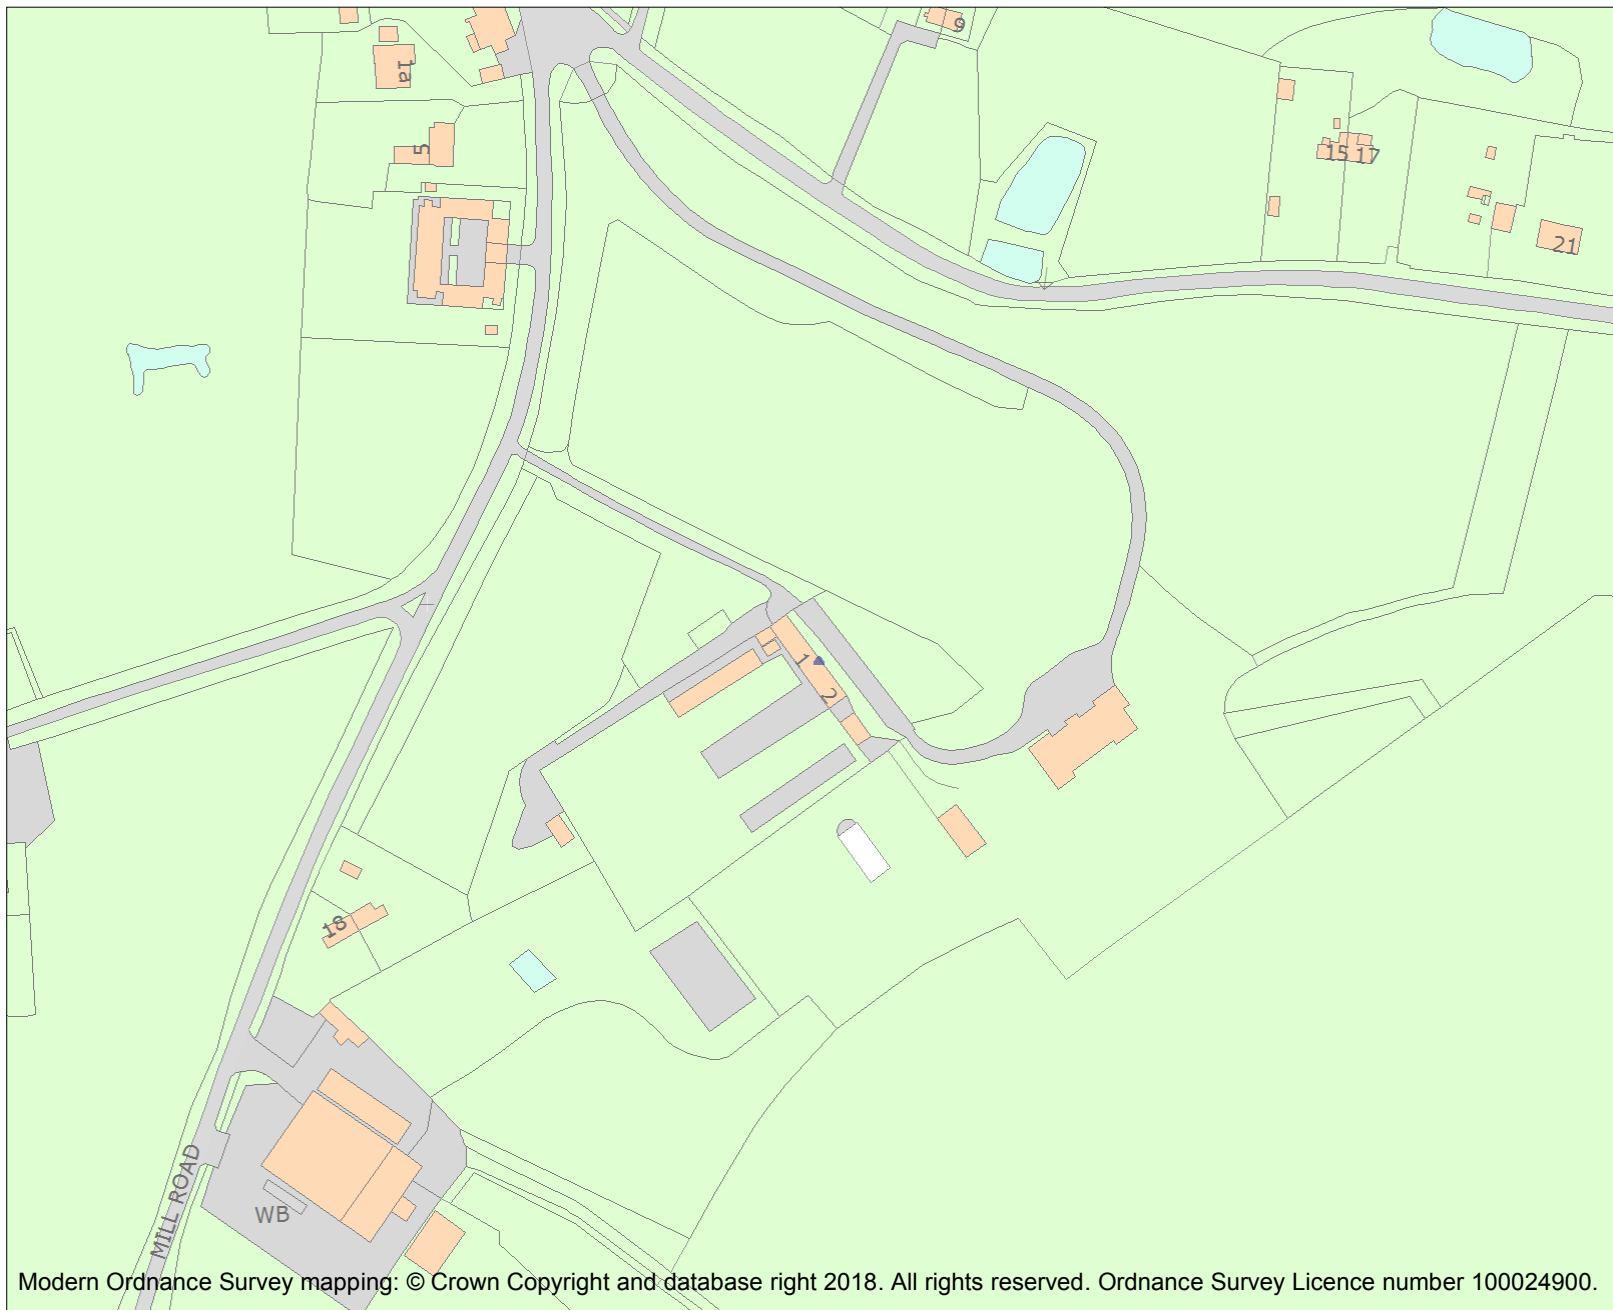 9
1a
5
15 17
21
1
2
18
MILL ROAD
WB
Modern Ordnance Survey mapping: © Crown Copyright and database right 2018. All rights reserved. Ordnance Survey Licence number 100024900.